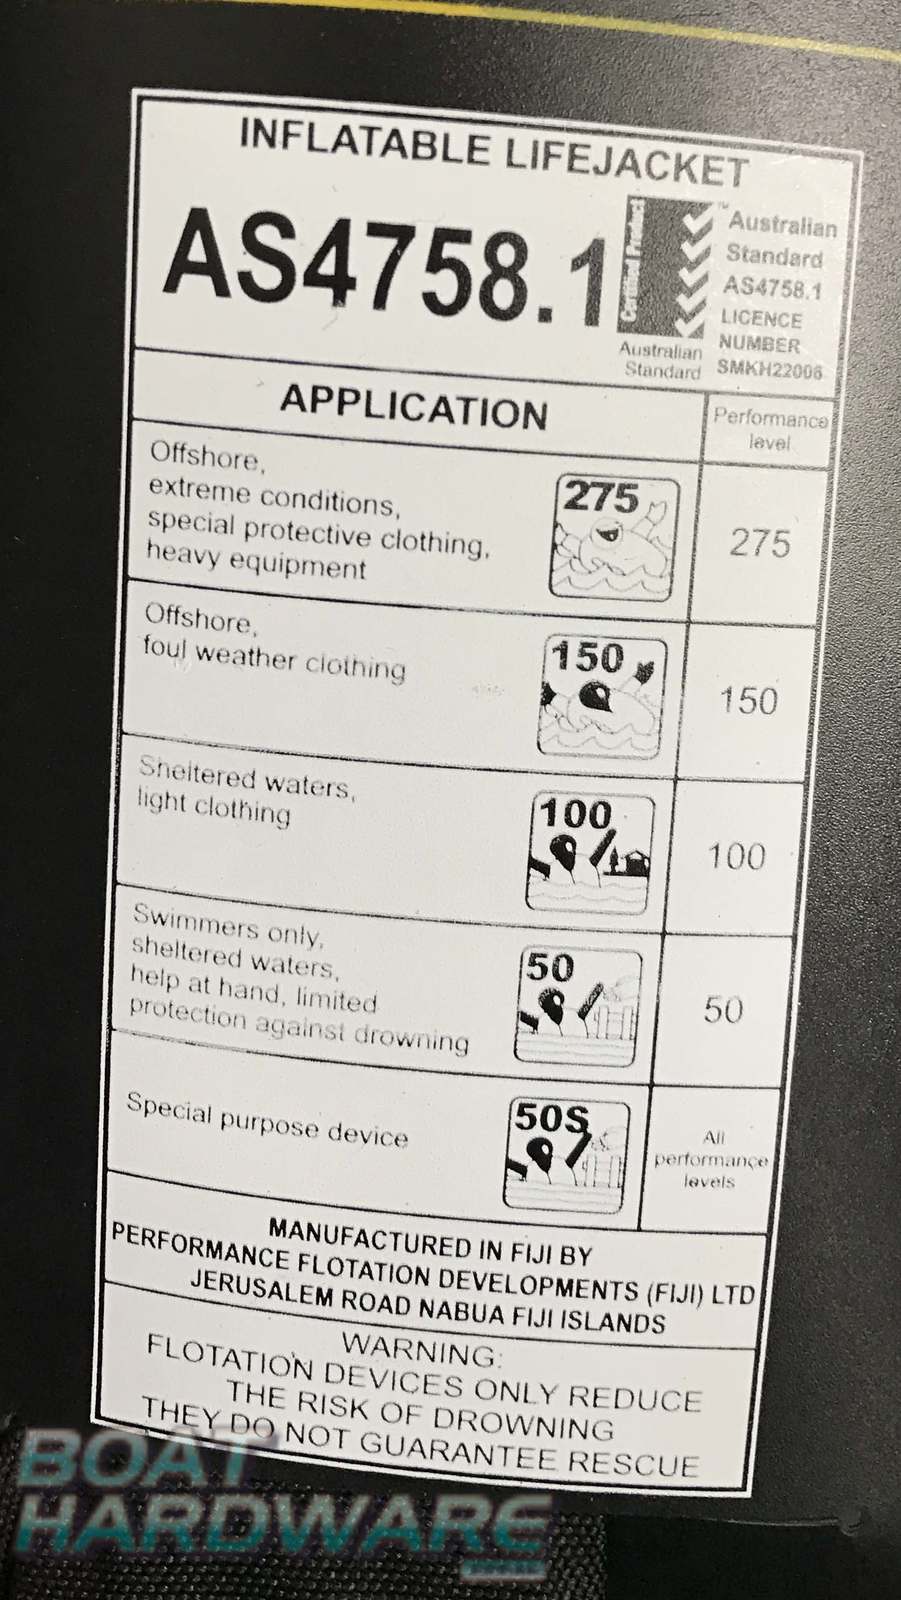 INFLATABLE LIFEJACKET
AS4758.1
Certified Product
™
Australian
Standard
Australian
Standard
AS4758.1
LICENCE
NUMBER
SMKH22006
APPLICATION
Performance
level
Offshore,
extreme conditions,
special protective clothing,
heavy equipment
275
275
Offshore,
foul weather clothing
150
150
Sheltered waters,
light clothing
100
100
Swimmers only,
sheltered waters,
help at hand, limited
protection against drowning
50
50
Special purpose device
50S
All
performance
levels
MANUFACTURED IN FIJI BY
PERFORMANCE FLOTATION DEVELOPMENTS (FIJI) LTD
JERUSALEM ROAD NABUA FIJI ISLANDS
WARNING:
FLOTATION DEVICES ONLY REDUCE
THE RISK OF DROWNING
THEY DO NOT GUARANTEE RESCUE
BOAT
HARDWARE